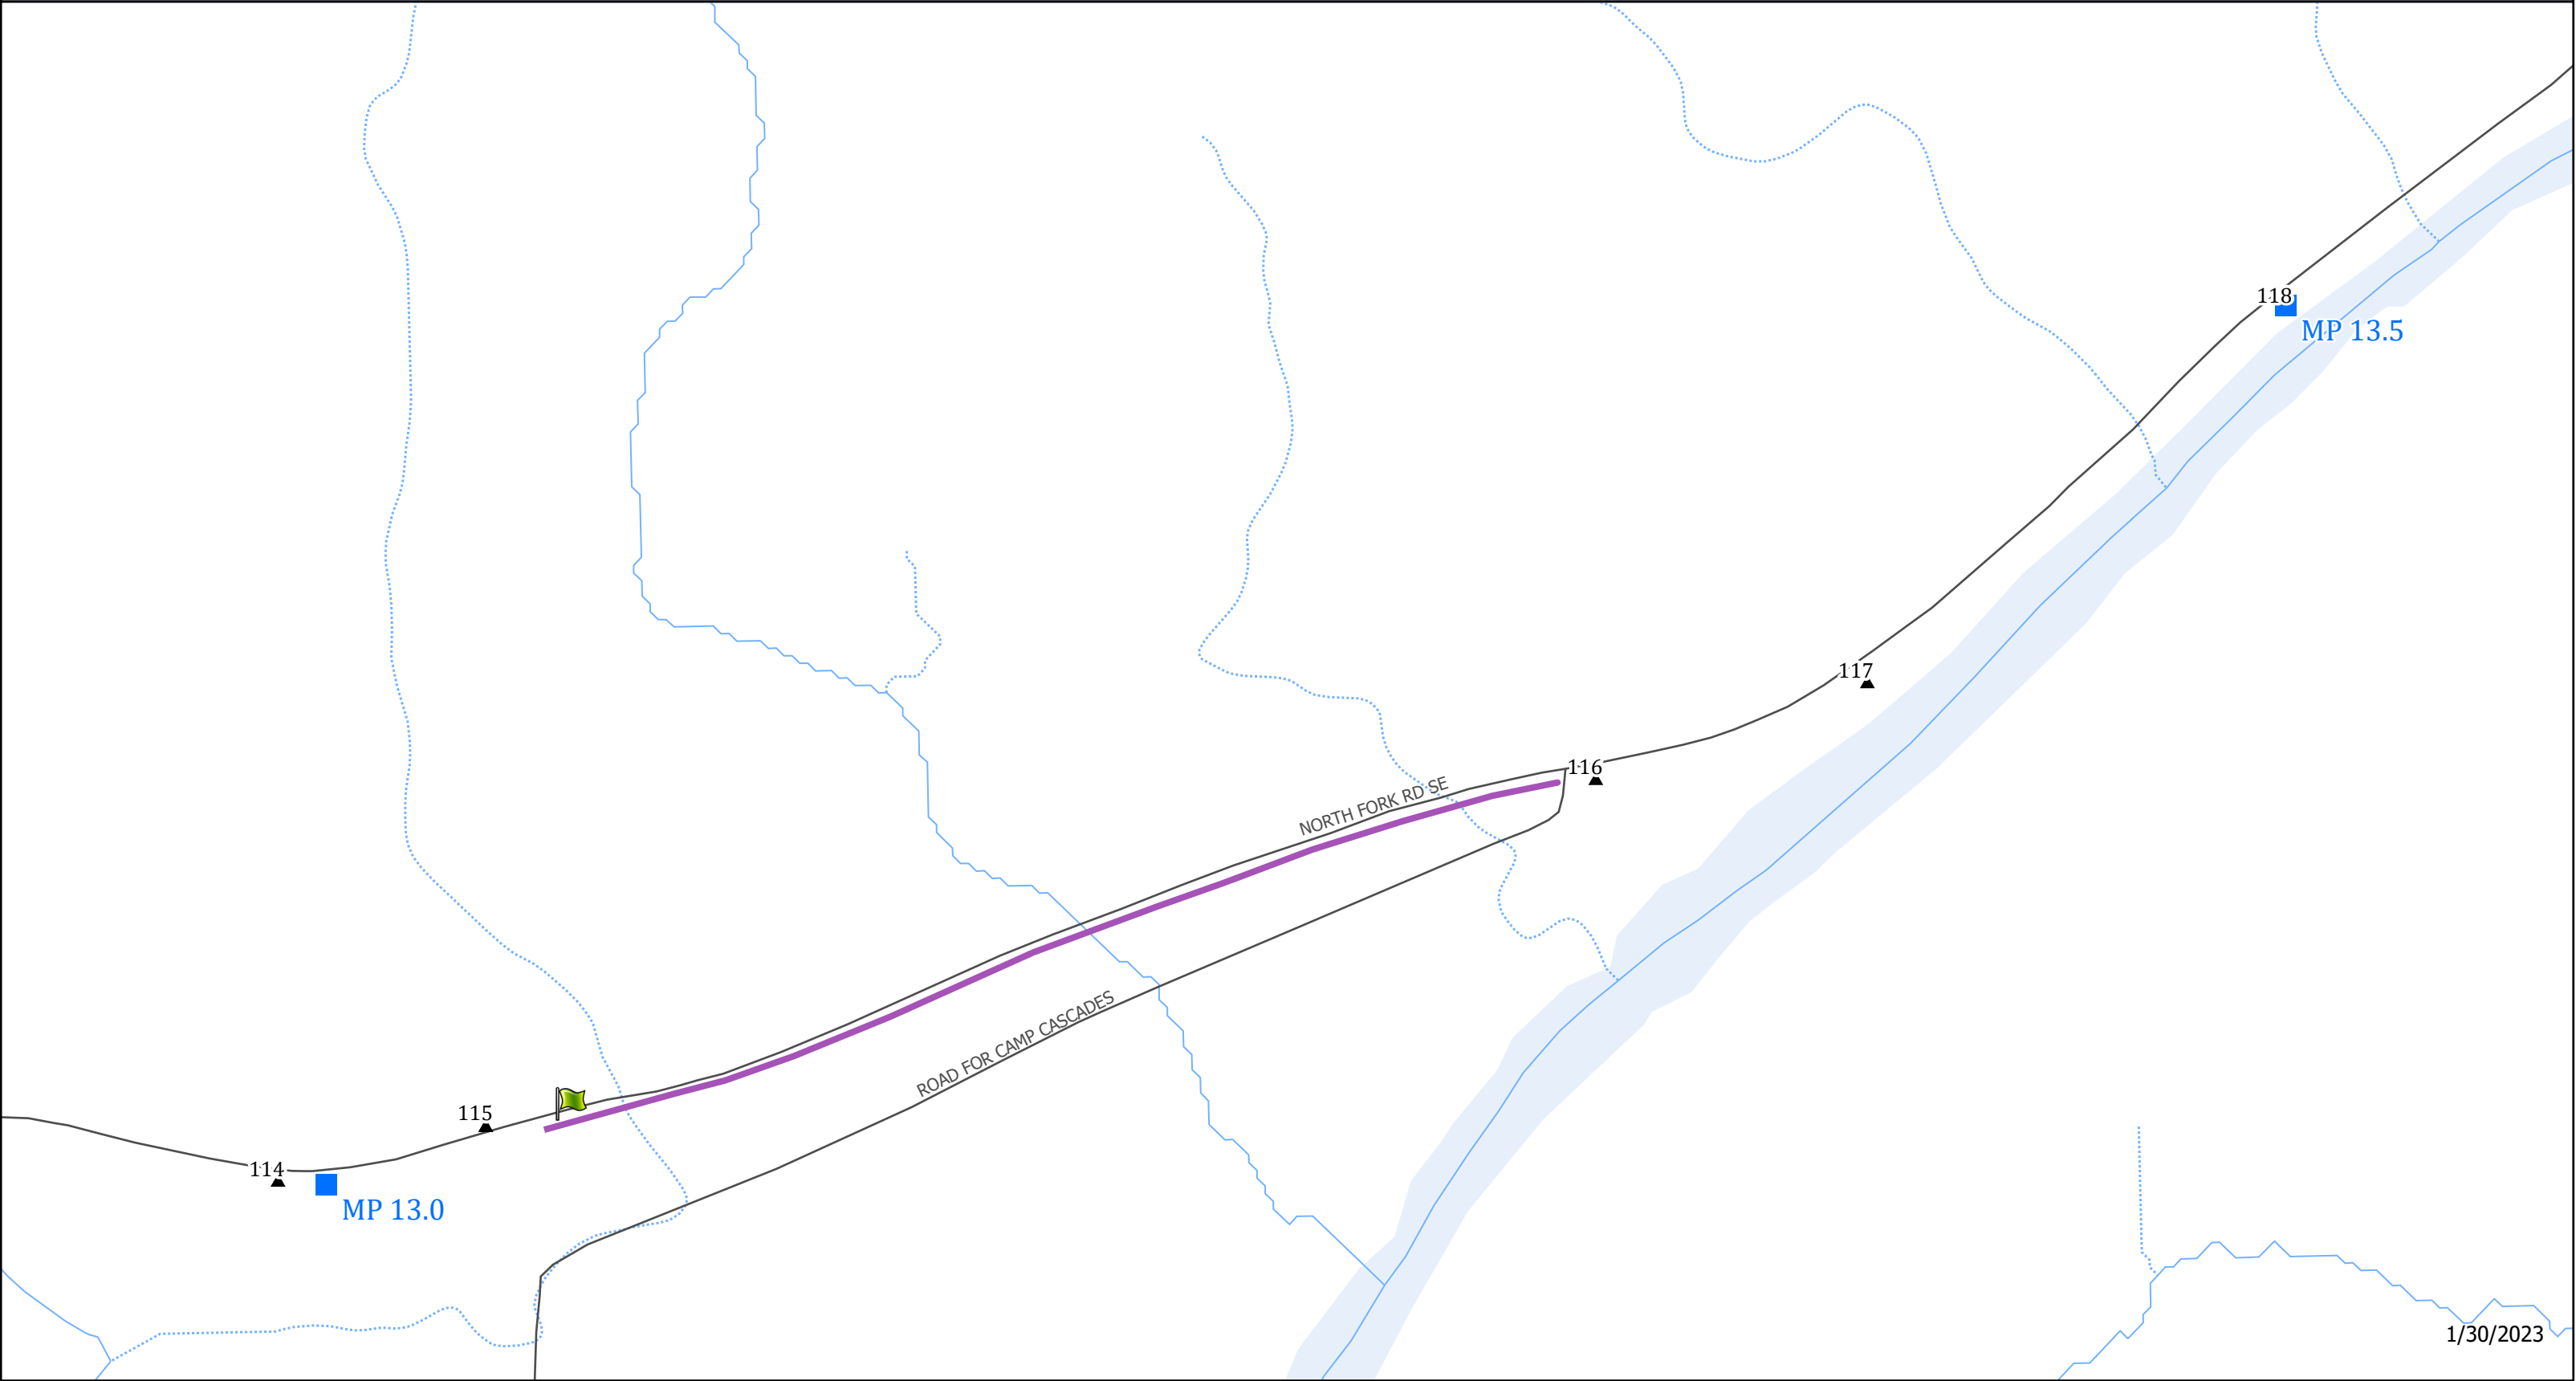 118
MP 13.5
117
116
NORTH FORK RD SE
ROAD FOR CAMP CASCADES
115
114
MP 13.0
1/30/2023